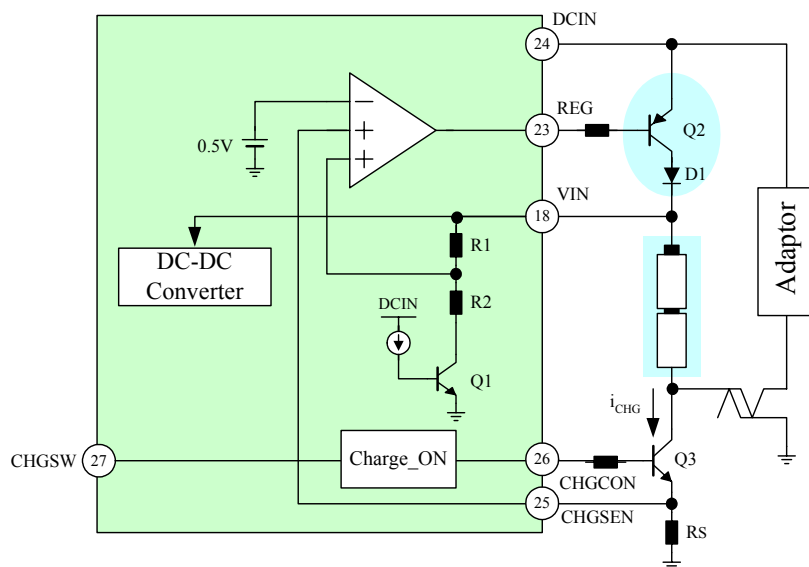 DCIN
24
REG
23
Q2
0.5V
D1
VIN
18
R1
DC-DC
Converter
Adaptor
DCIN
R2
Q1
iCHG
CHGSW
27
Charge_ON
26
CHGCON
Q3
25
CHGSEN
RS